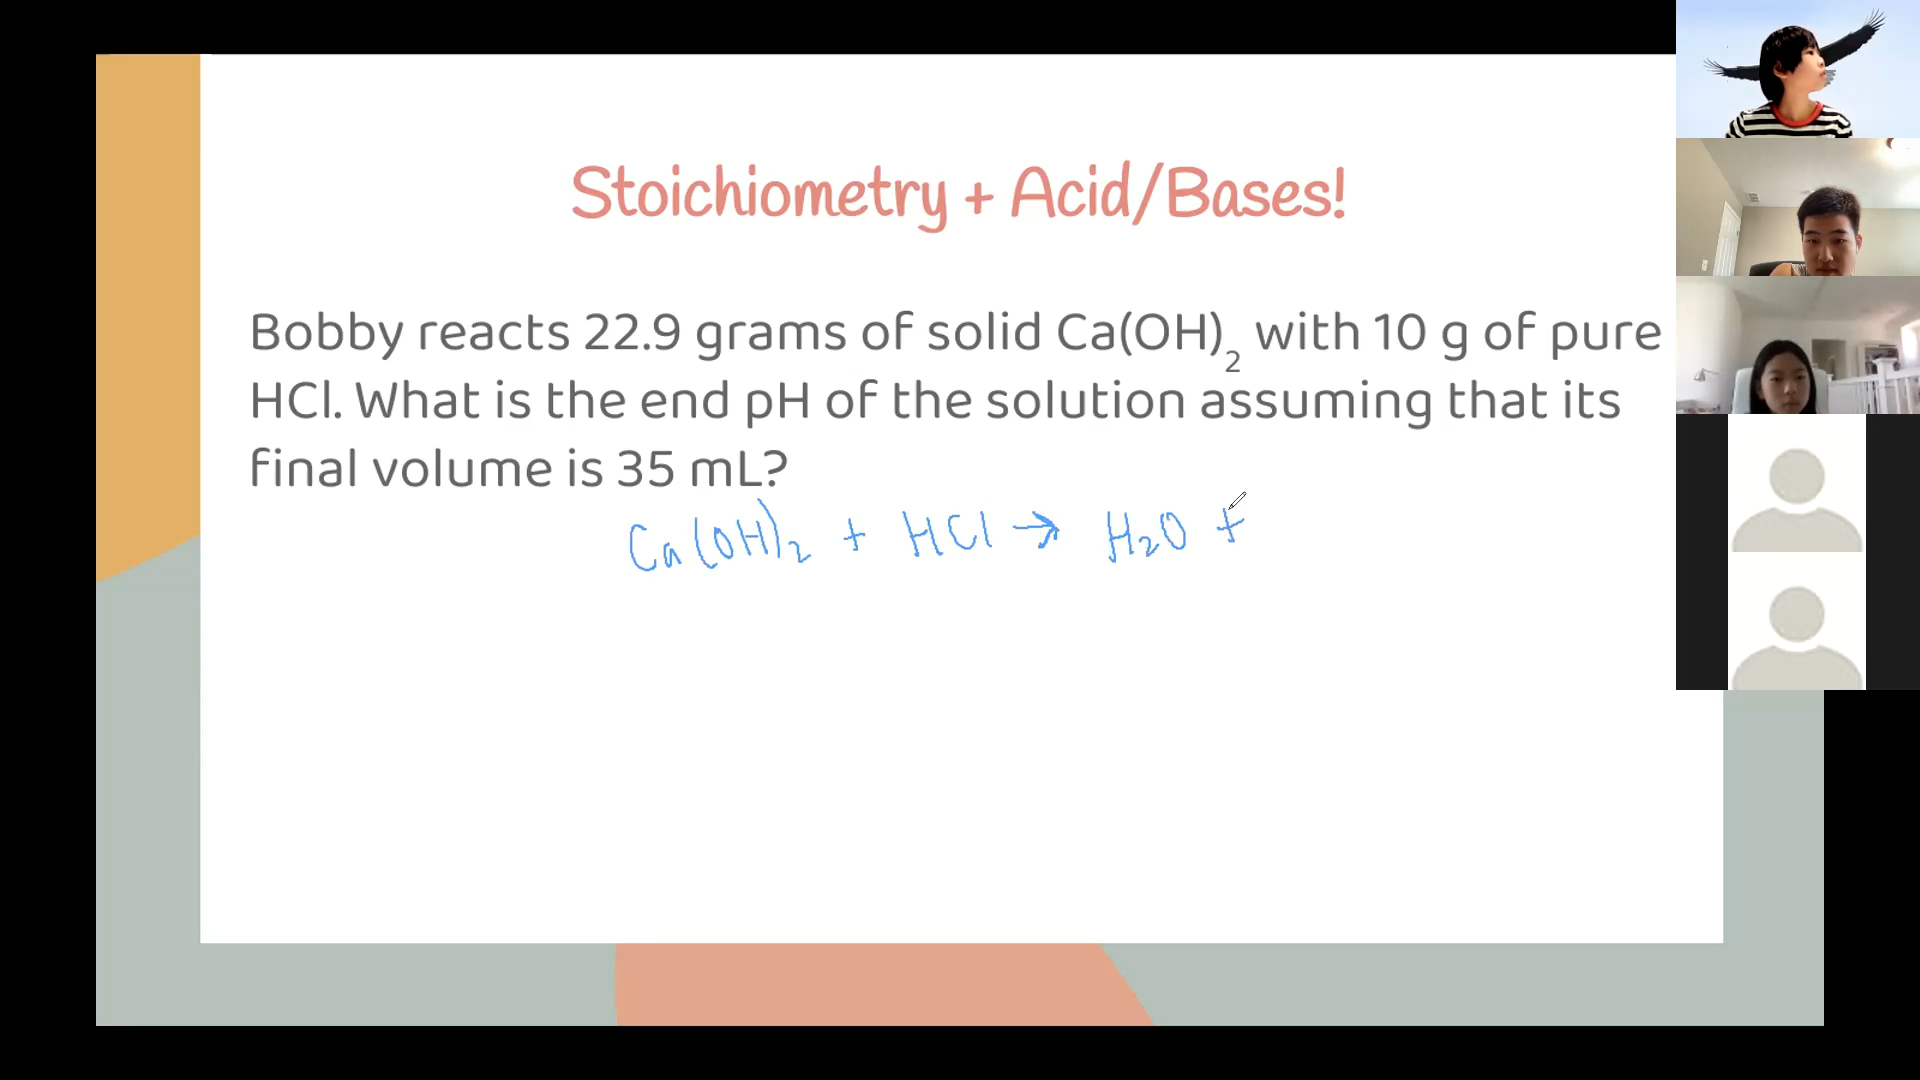 Stoichiometry + Acid/Bases!
Bobby reacts 22.9 grams of solid Ca(OH)₂ with 10 g of pure
HCl. What is the end pH of the solution assuming that its
final volume is 35 mL?
Ca(OH)₂ + HCl → H₂O +